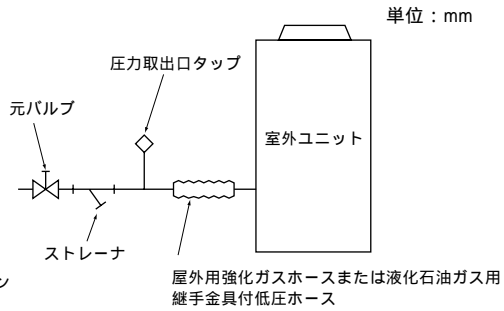 単位：mm
圧力取出口タップ
元バルブ
室外ユニット
ストレーナ
ン
屋外用強化ガスホースまたは液化石油ガス用
継手金具付低圧ホース